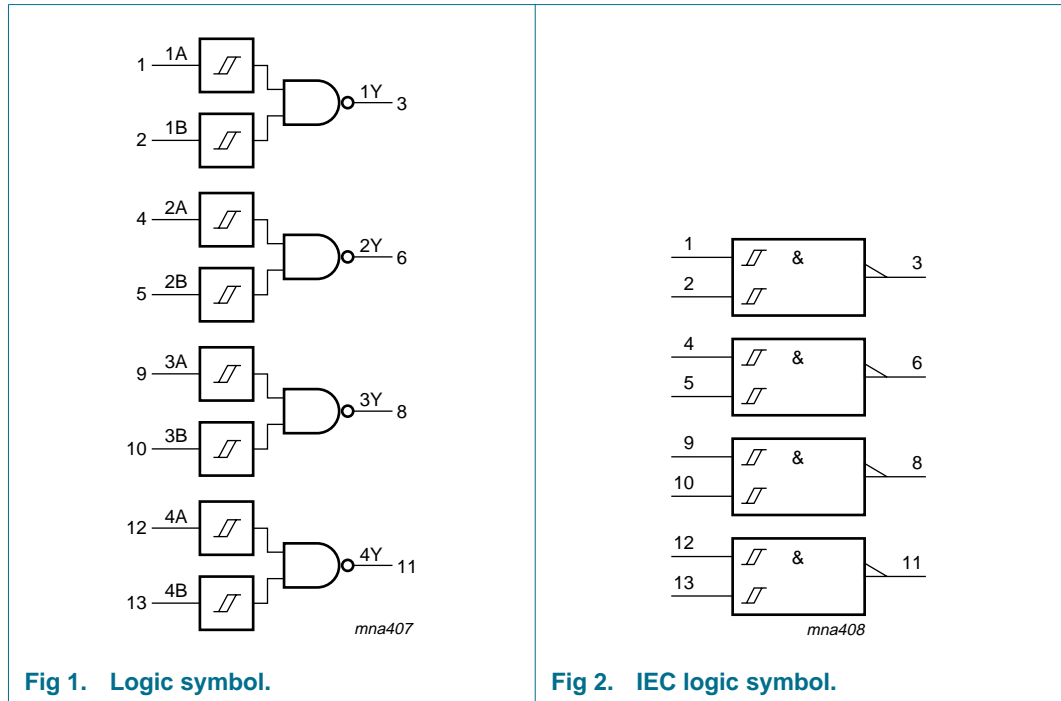 1 1A
1Y 3
2 1B
4 2A
2Y 6
5 2B
9 3A
3Y 8
10 3B
12 4A
4Y 11
13 4B
mna407
Fig 1. Logic symbol.
1 &
3
2
4 &
6
5
9 &
8
10
12 &
11
13
mna408
Fig 2. IEC logic symbol.